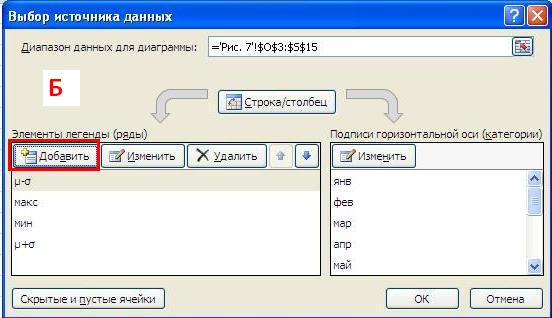 Выбор источника данных
Диапазон данных для диаграммы: ='Рис. 7'!$O$3:$S$15
Б
Строка/столбец
Элементы легенды (ряды) Подписи горизонтальной оси (категории)
Добавить Изменить Удалить Изменить
μ-σ янв
макс фев
мин мар
μ+σ апр
май
Скрытые и пустые ячейки ОК Отмена